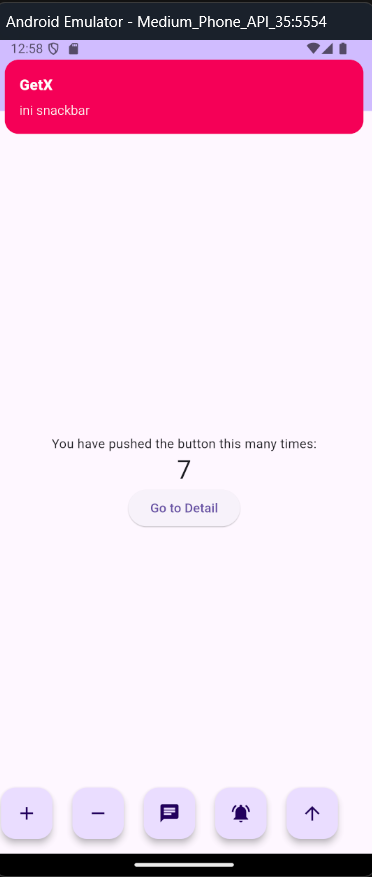 Android Emulator - Medium_Phone_API_35:5554
12:58
GetX
ini snackbar
You have pushed the button this many times:
7
Go to Detail